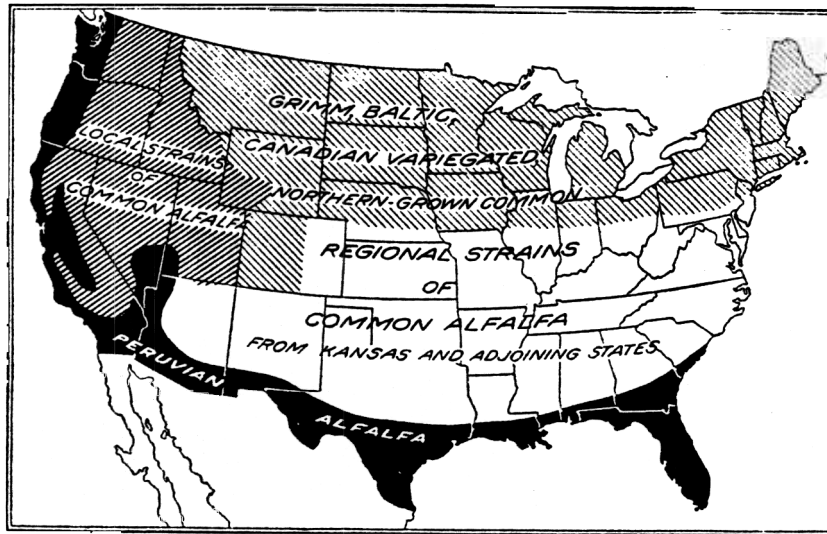 GRIMM, BALTIC,
CANADIAN VARIEGATED,
NORTHERN-GROWN COMMON
LOCAL STRAINS
OF
COMMON ALFALFA
REGIONAL STRAINS
OF
COMMON ALFALFA
FROM KANSAS AND ADJOINING STATES
PERUVIAN
ALFALFA